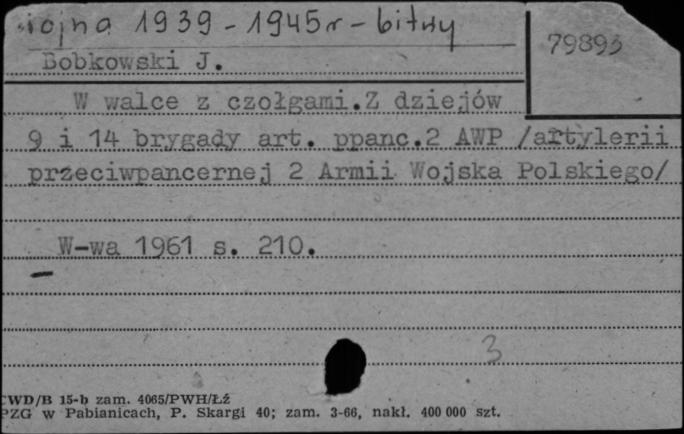 wojna 1939-1945r - bitwy
79893
Bobkowski J.
W walce z czołgami.Z dziejów
9 i 14 brygady art. ppanc.2 AWP /artylerii
przeciwpancernej 2 Armii Wojska Polskiego/
W-wa 1961 s. 210.
3
CWD/B 15-b zam. 4065/PWH/Łź
PZG w Pabianicach, P. Skargi 40; zam. 3-66, nakł. 400 000 szt.